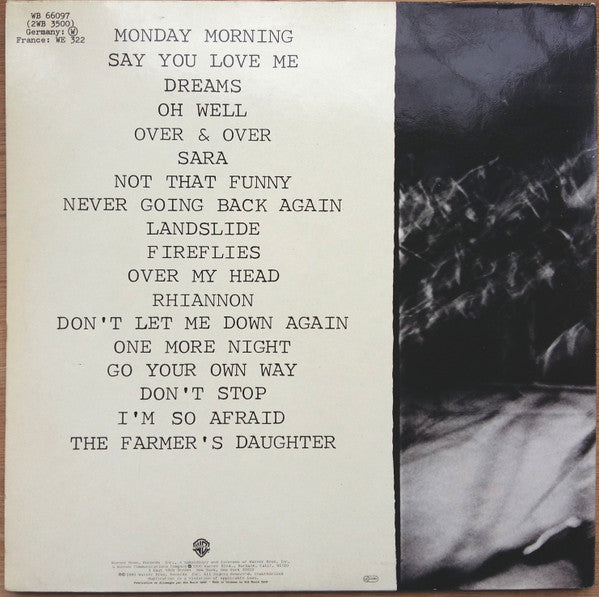 WB 66097
(2WB 3500)
Germany: W
France: WE 322
MONDAY MORNING
SAY YOU LOVE ME
DREAMS
OH WELL
OVER & OVER
SARA
NOT THAT FUNNY
NEVER GOING BACK AGAIN
LANDSLIDE
FIREFLIES
OVER MY HEAD
RHIANNON
DON'T LET ME DOWN AGAIN
ONE MORE NIGHT
GO YOUR OWN WAY
DON'T STOP
I'M SO AFRAID
THE FARMER'S DAUGHTER